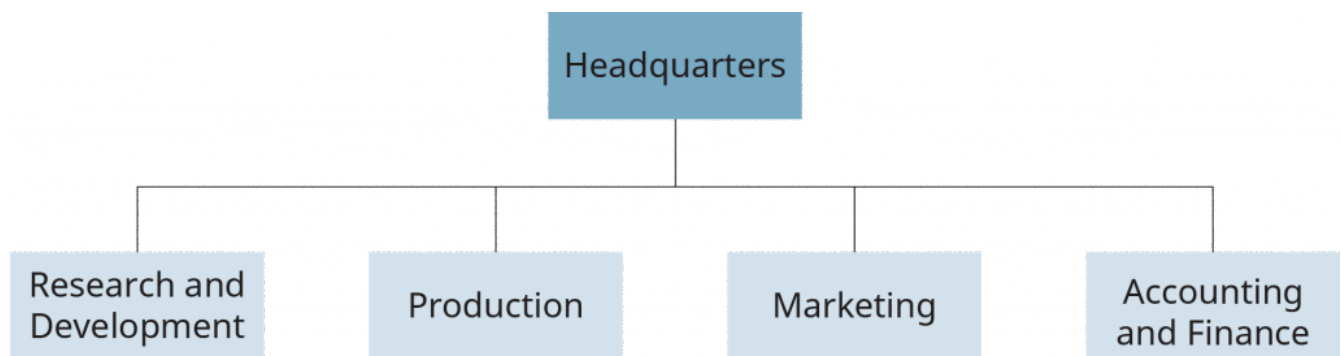 Headquarters
Research and
Development
Production
Marketing
Accounting
and Finance